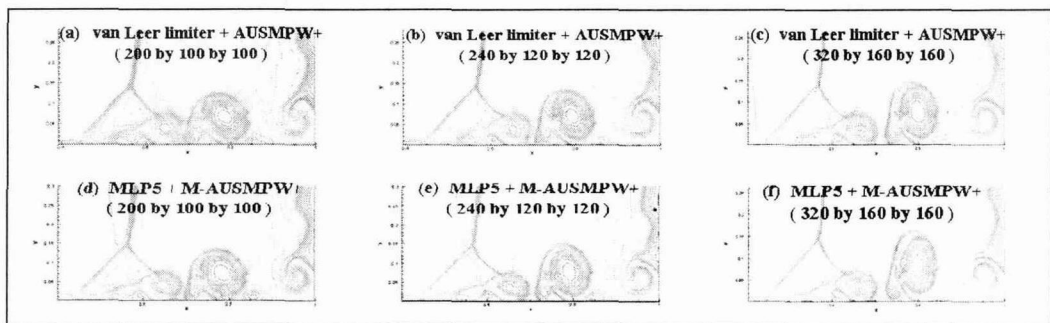 (a) van Leer limiter + AUSMPW+
( 200 by 100 by 100 )
(b) van Leer limiter + AUSMPW+
( 240 by 120 by 120 )
(c) van Leer limiter + AUSMPW+
( 320 by 160 by 160 )
(d) MLP5 + M-AUSMPW+
( 200 by 100 by 100 )
(e) MLP5 + M-AUSMPW+
( 240 by 120 by 120 )
(f) MLP5 + M-AUSMPW+
( 320 by 160 by 160 )